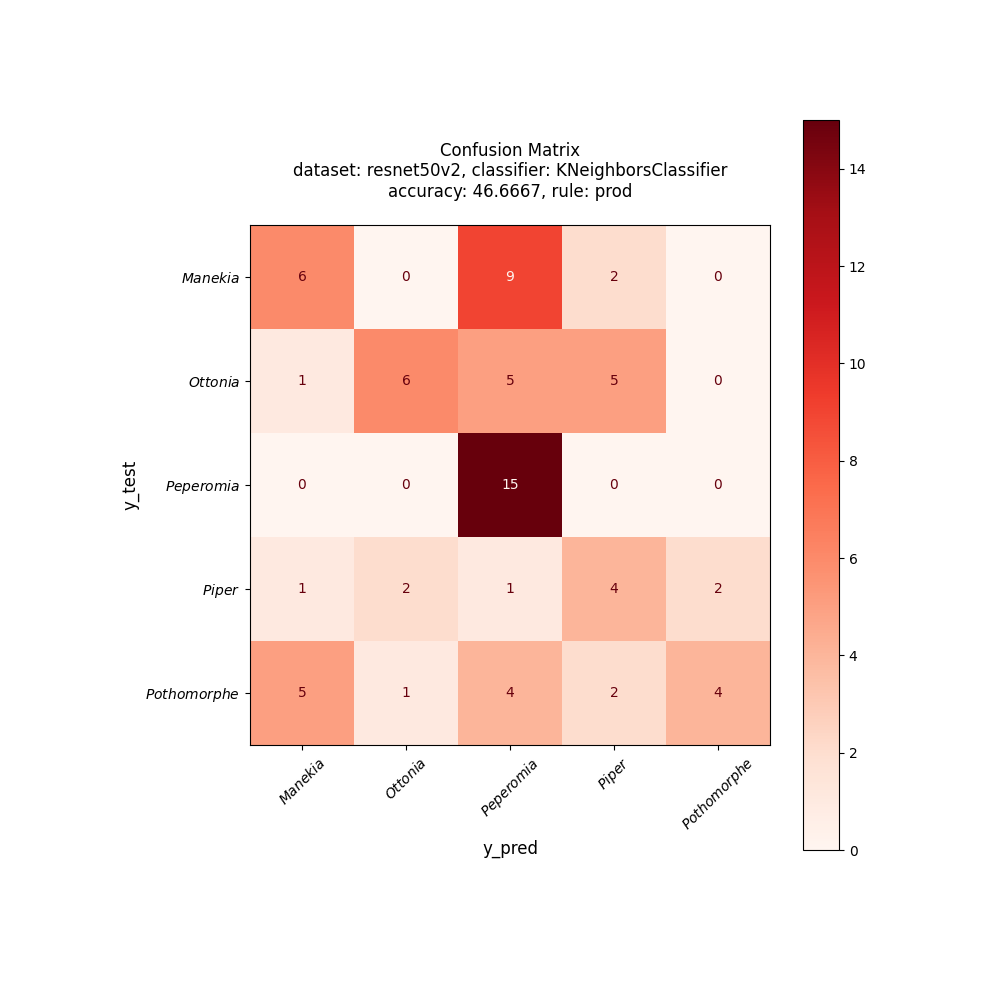 Confusion Matrix
dataset: resnet50v2, classifier: KNeighborsClassifier
accuracy: 46.6667, rule: prod
y_test
Manekia 6 0 9 2 0
Ottonia 1 6 5 5 0
Peperomia 0 0 15 0 0
Piper 1 2 1 4 2
Pothomorphe 5 1 4 2 4
Manekia Ottonia Peperomia Piper Pothomorphe
y_pred
14
12
10
8
6
4
2
0